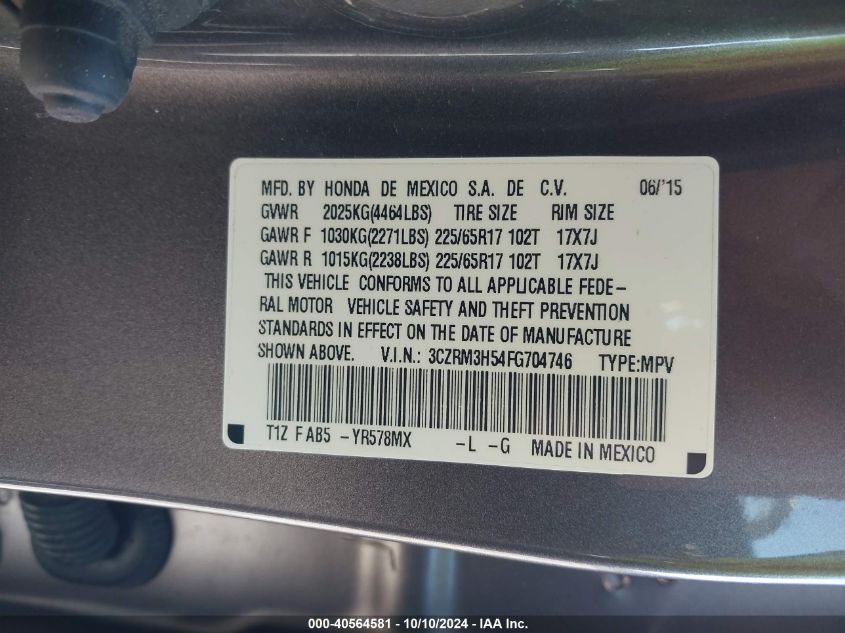 MFD. BY HONDA DE MEXICO S.A. DE C.V. 06/'15
GVWR 2025KG(4464LBS) TIRE SIZE RIM SIZE
GAWR F 1030KG(2271LBS) 225/65R17 102T 17X7J
GAWR R 1015KG(2238LBS) 225/65R17 102T 17X7J
THIS VEHICLE CONFORMS TO ALL APPLICABLE FEDE-
RAL MOTOR VEHICLE SAFETY AND THEFT PREVENTION
STANDARDS IN EFFECT ON THE DATE OF MANUFACTURE
SHOWN ABOVE. V.I.N.: 3CZRM3H54FG704746 TYPE:MPV
T1Z F AB5 -YR578MX -L -G MADE IN MEXICO
000-40564581 - 10/10/2024 - IAA Inc.